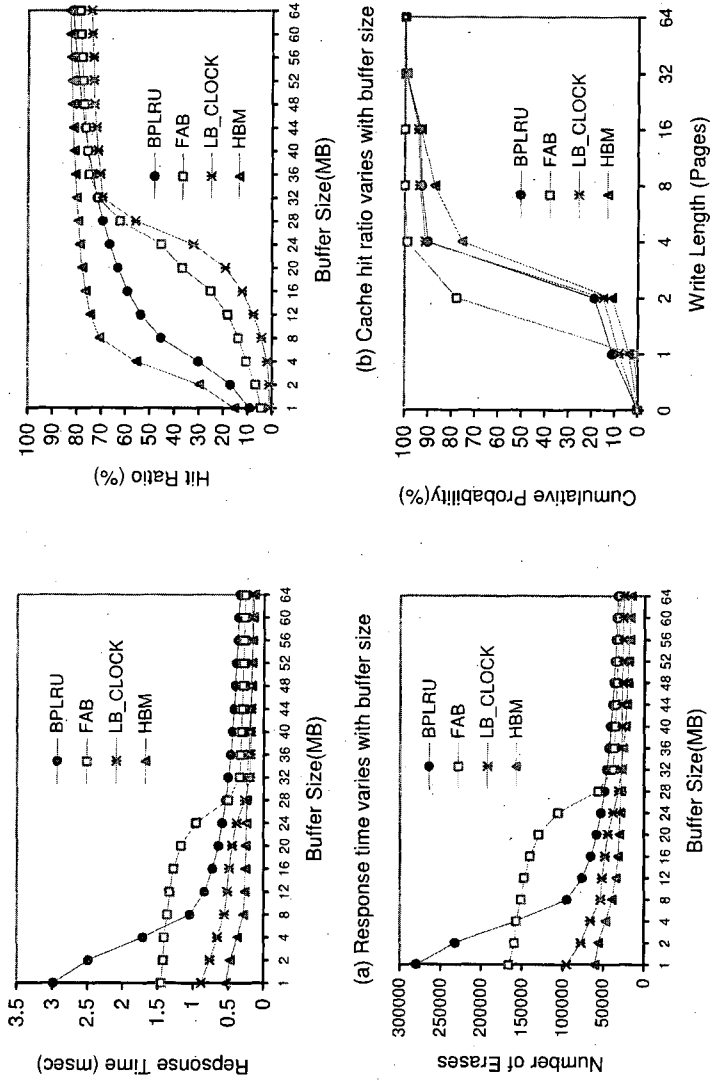 3.5
3
2.5
2
1.5
1
0.5
0
Repsonse Time (msec)
BPLRU
FAB
LB_CLOCK
HBM
1 2 4 8 12 16 20 24 28 32 36 40 44 48 52 56 60 64
Buffer Size(MB)
(a) Response time varies with buffer size
100
90
80
70
60
50
40
30
20
10
0
Hit Ratio (%)
BPLRU
FAB
LB_CLOCK
HBM
1 2 4 8 12 16 20 24 28 32 36 40 44 48 52 56 60 64
Buffer Size(MB)
(b) Cache hit ratio varies with buffer size
300000
250000
200000
150000
100000
50000
0
Number of Erases
BPLRU
FAB
LB_CLOCK
HBM
1 2 4 8 12 16 20 24 28 32 36 40 44 48 52 56 60 64
Buffer Size(MB)
100
90
80
70
60
50
40
30
20
10
0
Cumulative Probability(%)
BPLRU
FAB
LB_CLOCK
HBM
0 1 2 4 8 16 32 64
Write Length (Pages)